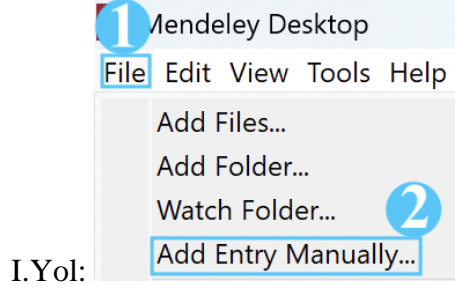 1 Mendeley Desktop
File Edit View Tools Help
Add Files...
Add Folder...
Watch Folder...
2
Add Entry Manually...
I.Yol: